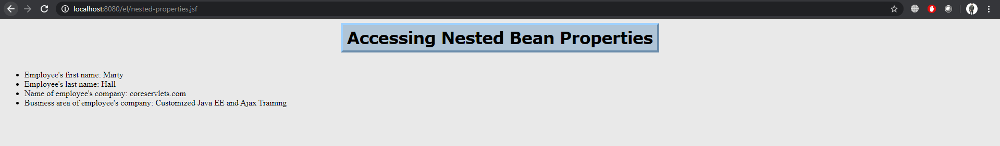 localhost:8080/el/nested-properties.jsf
Accessing Nested Bean Properties
Employee's first name: Marty
Employee's last name: Hall
Name of employee's company: coreservlets.com
Business area of employee's company: Customized Java EE and Ajax Training